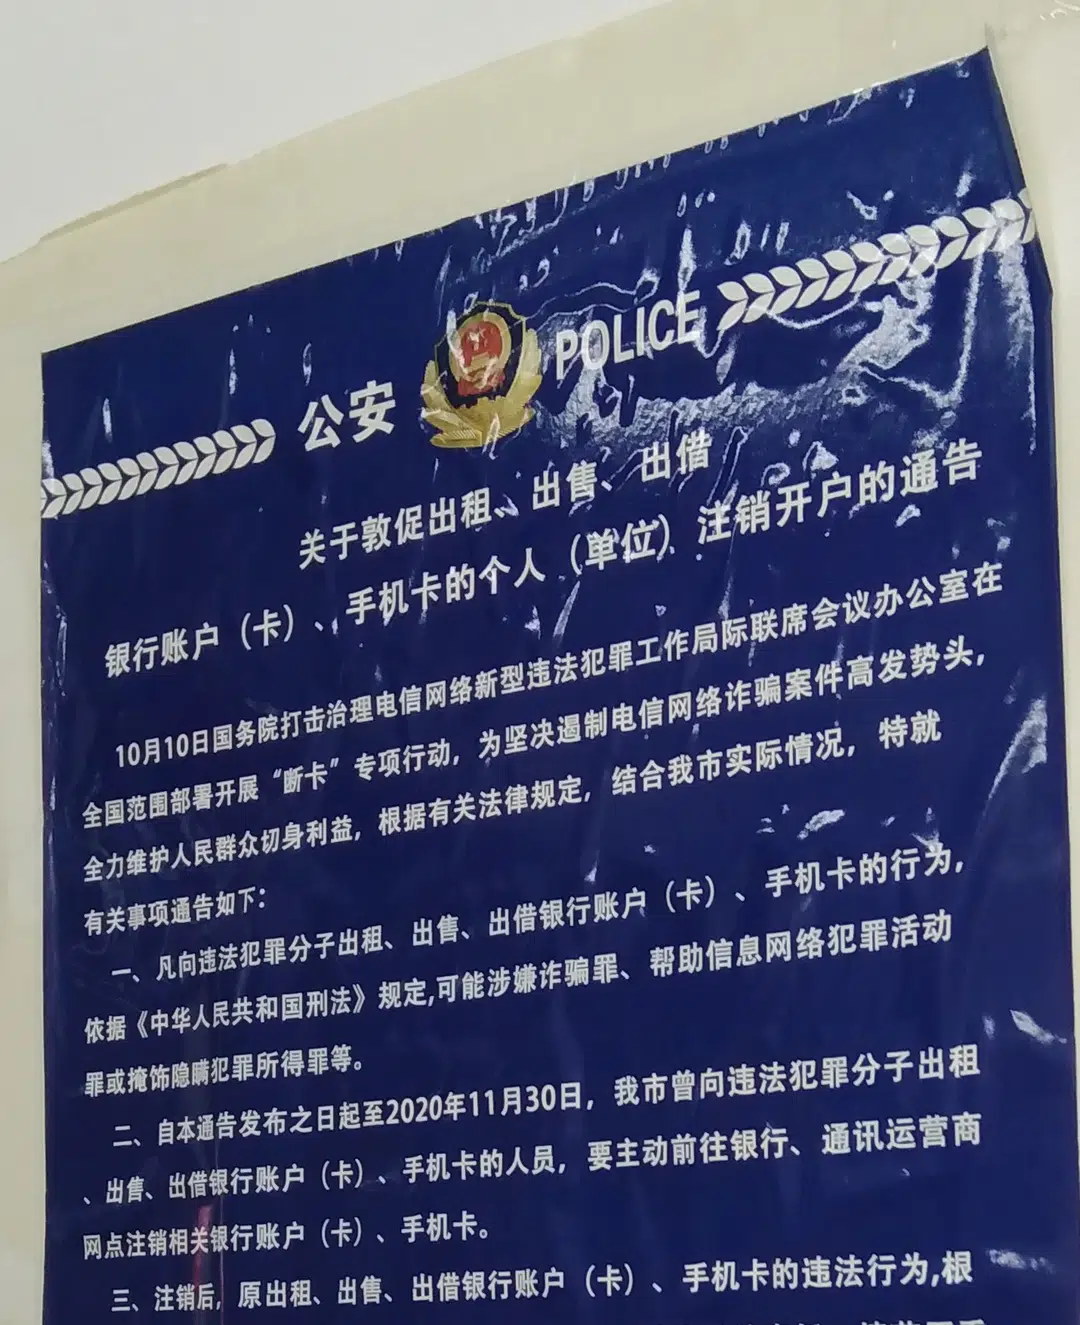 公安 POLICE
关于敦促出租、出售、出借
银行账户（卡）、手机卡的个人（单位）、注销开户的通告
10月10日国务院打击治理电信网络新型违法犯罪工作局际联席会议办公室在
全国范围部署开展“断卡”专项行动，为坚决遏制电信网络诈骗案件高发势头，
全力维护人民群众切身利益，根据有关法律规定，结合我市实际情况，特就
有关事项通告如下：
一、凡向违法犯罪分子出租、出售、出借银行账户（卡）、手机卡的行为，
依据《中华人民共和国刑法》规定,可能涉嫌诈骗罪、帮助信息网络犯罪活动
罪或掩饰隐瞒犯罪所得罪等。
二、自本通告发布之日起至2020年11月30日，我市曾向违法犯罪分子出租
、出售、出借银行账户（卡）、手机卡的人员，要主动前往银行、通讯运营商
网点注销相关银行账户（卡）、手机卡。
三、注销后，原出租、出售、出借银行账户（卡）、手机卡的违法行为,根